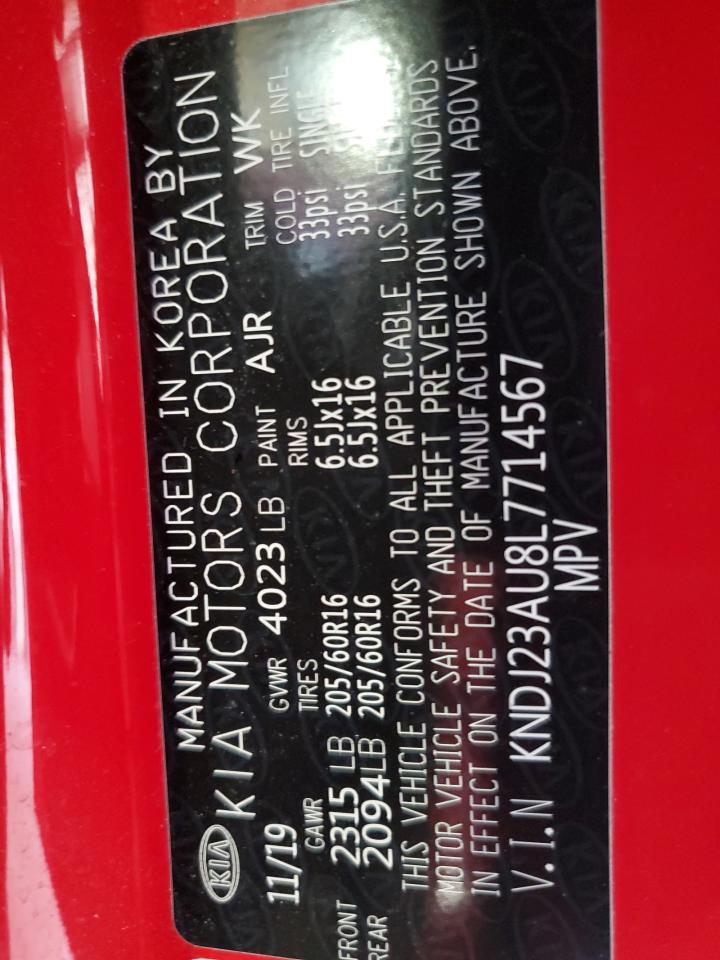 MANUFACTURED IN KOREA BY
KIA KIA MOTORS CORPORATION
11/19 GVWR 4023 LB PAINT AJR TRIM WK
GAWR TIRES RIMS COLD TIRE INFL
FRONT 2315 LB 205/60R16 6.5Jx16 33psi SINGLE
REAR 2094LB 205/60R16 6.5Jx16 33psi
THIS VEHICLE CONFORMS TO ALL APPLICABLE U.S.A.
MOTOR VEHICLE SAFETY AND THEFT PREVENTION STANDARDS
IN EFFECT ON THE DATE OF MANUFACTURE SHOWN ABOVE.
V.I.N KNDJ23AU8L7714567
MPV